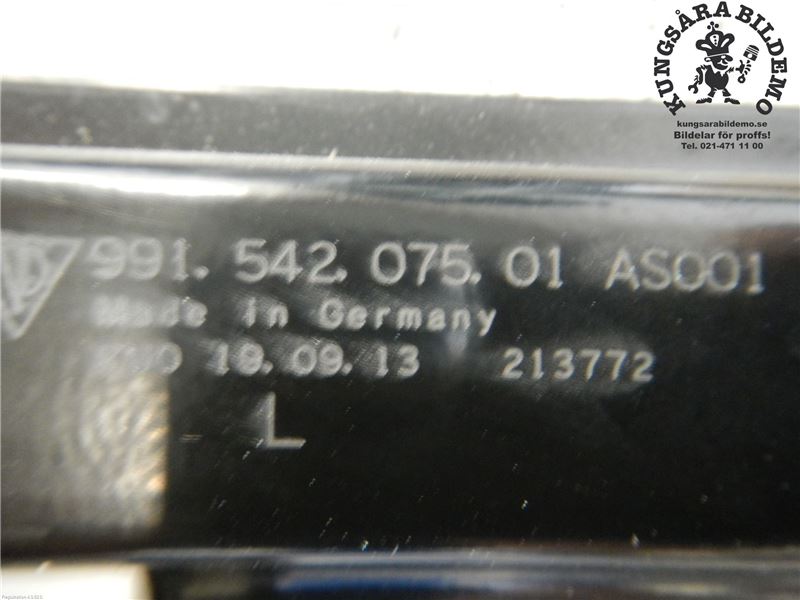 KUNGSÅRA BILDEMO
kungsarabildemo.se
Bildelar för proffs!
Tel. 021-471 11 00
991. 542. 075. 01 AS001
Made in Germany
18.09.13 213772
L